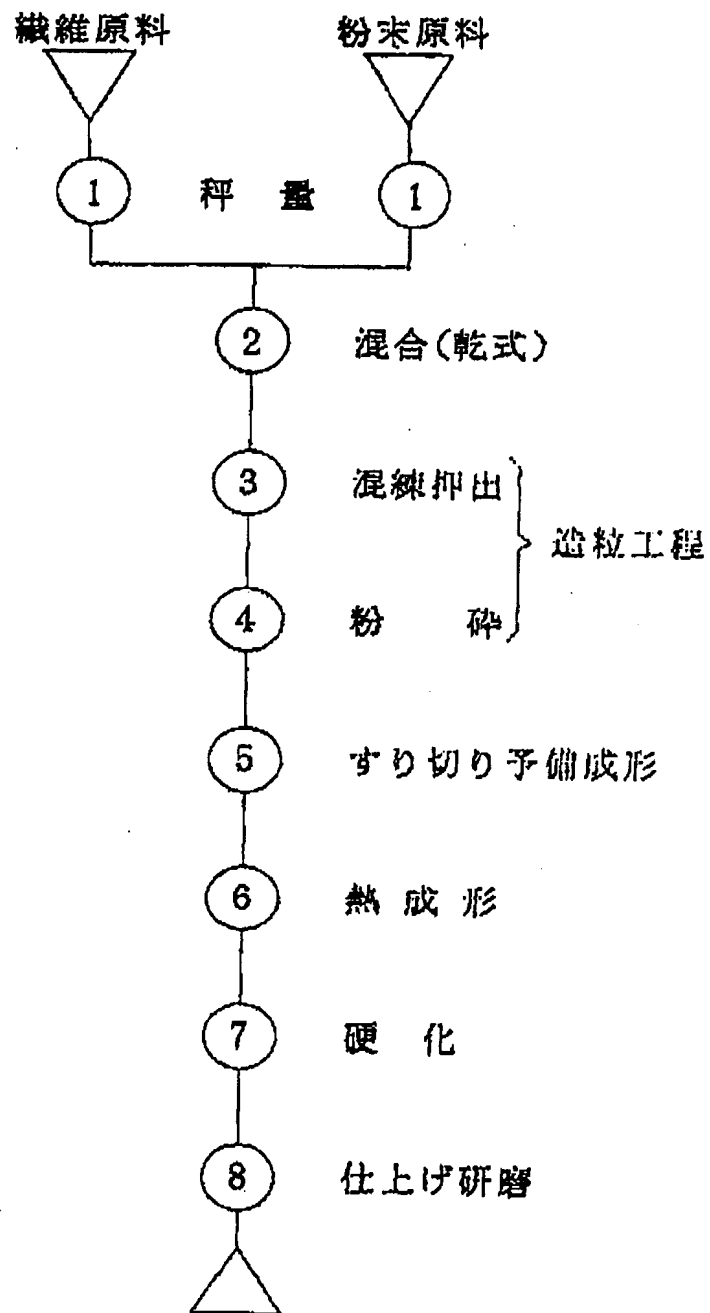 繊維原料 粉末原料
1 秤量 1
2 混合(乾式)
3 混練押出
造粒工程
4 粉砕
5 すり切り予備成形
6 熱成形
7 硬化
8 仕上げ研磨